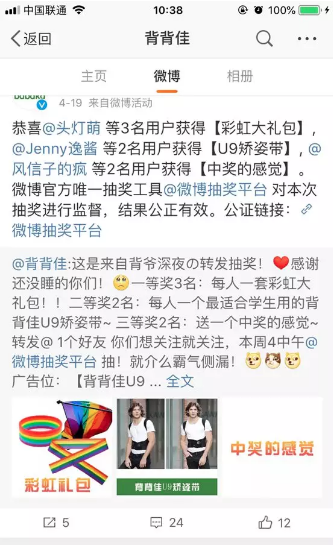 中国联通
10:38
100%
返回
背背佳
主页
微博
相册
4-19 来自微博活动
恭喜@头灯萌 等3名用户获得【彩虹大礼包】,
@Jenny逸酱 等2名用户获得【U9矫姿带】, @
风信子的疯 等2名用户获得【中奖的感觉】。
微博官方唯一抽奖工具@微博抽奖平台 对本次
抽奖进行监督，结果公正有效。公证链接：
微博抽奖平台
@背背佳:这是来自背爷深夜の转发抽奖！❤️感谢
还没睡的你们！一等奖3名：每人一套彩虹大
礼包！！二等奖2名：每人一个最适合学生用的背
背佳U9矫姿带~ 三等奖2名：送一个中奖的感觉~
转发@ 1个好友 你们想关注就关注，本周4中午@
微博抽奖平台 抽！就介么霸气侧漏！
广告位：【背背佳U9 ... 全文
彩虹礼包
背背佳U9矫姿带
中奖的感觉
5
24
12